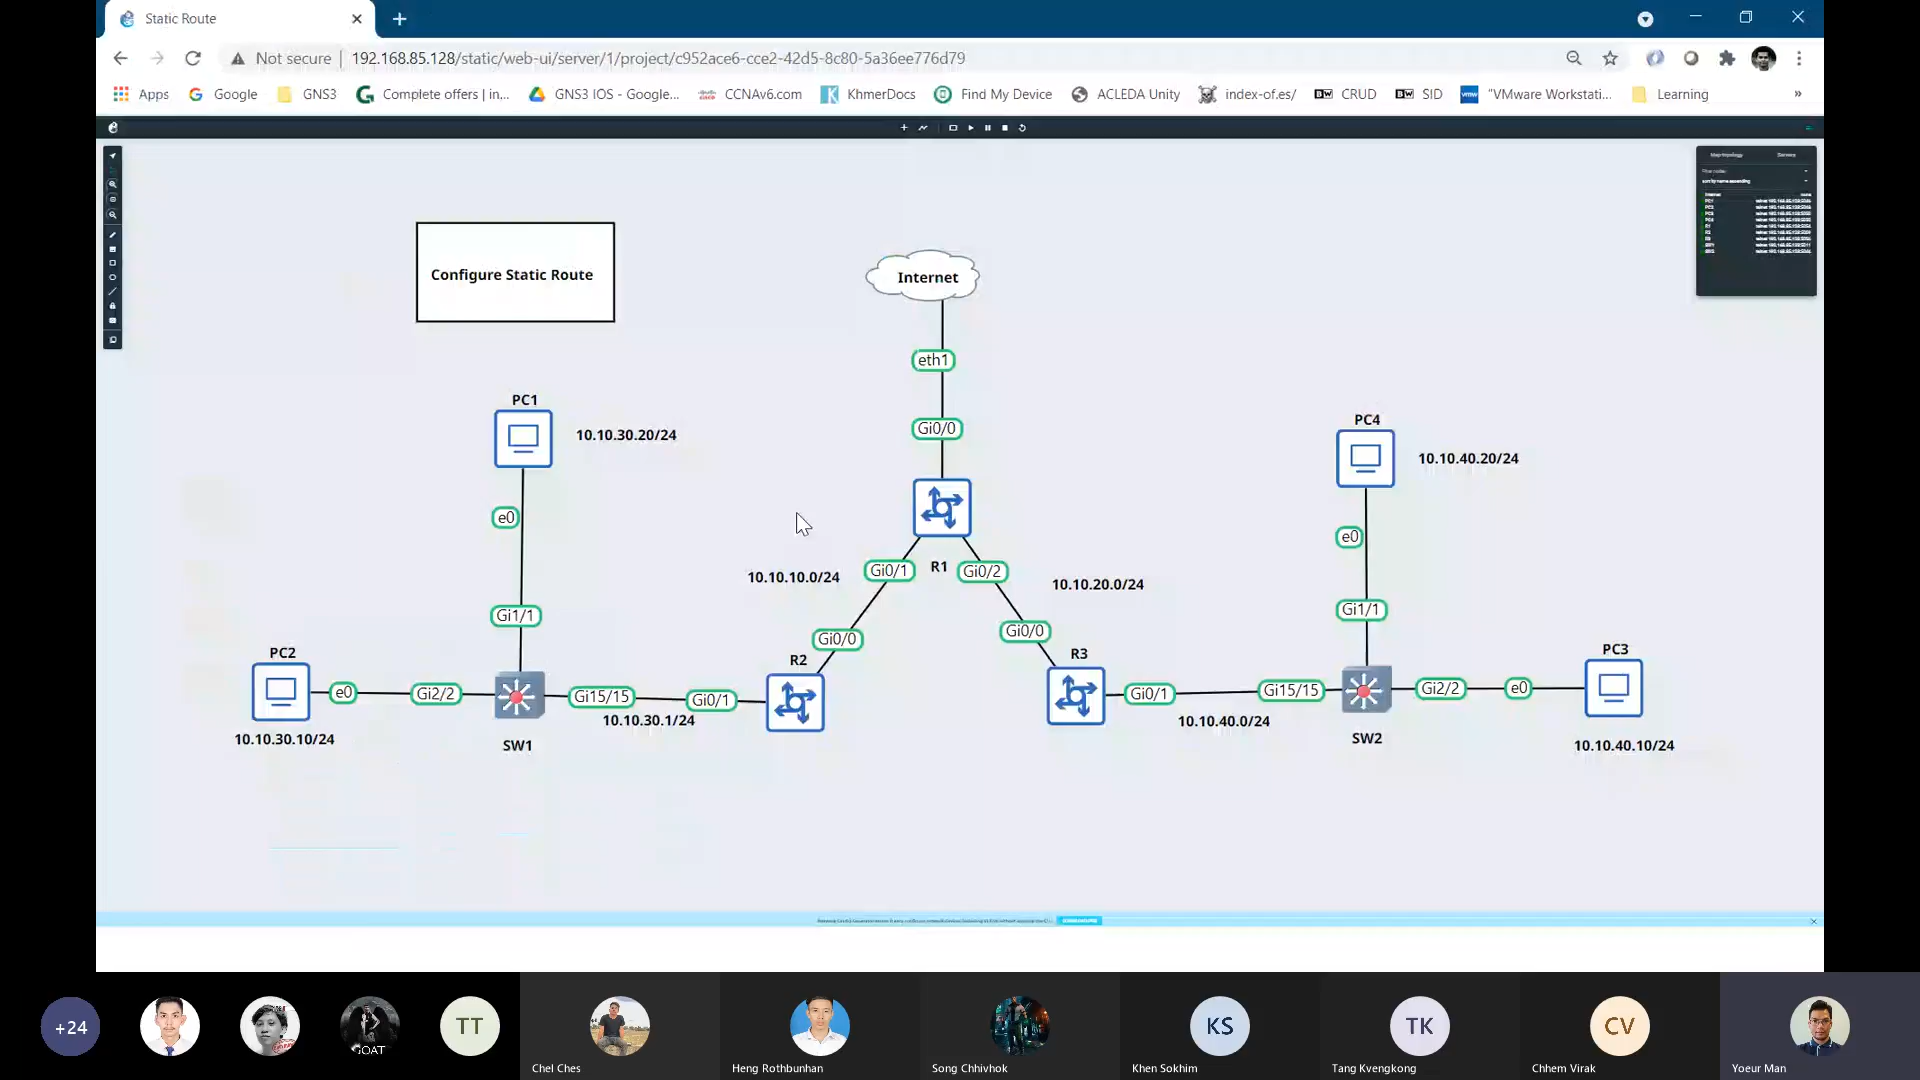 Static Route
Not secure
192.168.85.128/static/web-ui/server/1/project/c952ace6-cce2-42d5-8c80-5a36ee776d79
Apps
Google
GNS3
Complete offers | in...
GNS3 IOS - Google...
CCNAv6.com
KhmerDocs
Find My Device
ACLEDA Unity
index-of.es/
CRUD
SID
"VMware Workstati...
Learning
»
Map topology
Servers
Configure Static Route
Internet
eth1
Gi0/0
PC1
10.10.30.20/24
PC4
10.10.40.20/24
e0
e0
R1
Gi0/1
Gi0/2
10.10.10.0/24
10.10.20.0/24
Gi1/1
Gi1/1
Gi0/0
Gi0/0
PC2
R2
R3
PC3
e0
Gi2/2
Gi15/15
Gi0/1
Gi0/1
Gi15/15
Gi2/2
e0
10.10.30.1/24
10.10.40.0/24
10.10.30.10/24
SW1
SW2
10.10.40.10/24
+24
GOAT
TT
KS
TK
CV
Chel Ches
Heng Rothbunhan
Song Chhivhok
Khen Sokhim
Tang Kvengkong
Chhem Virak
Yoeur Man